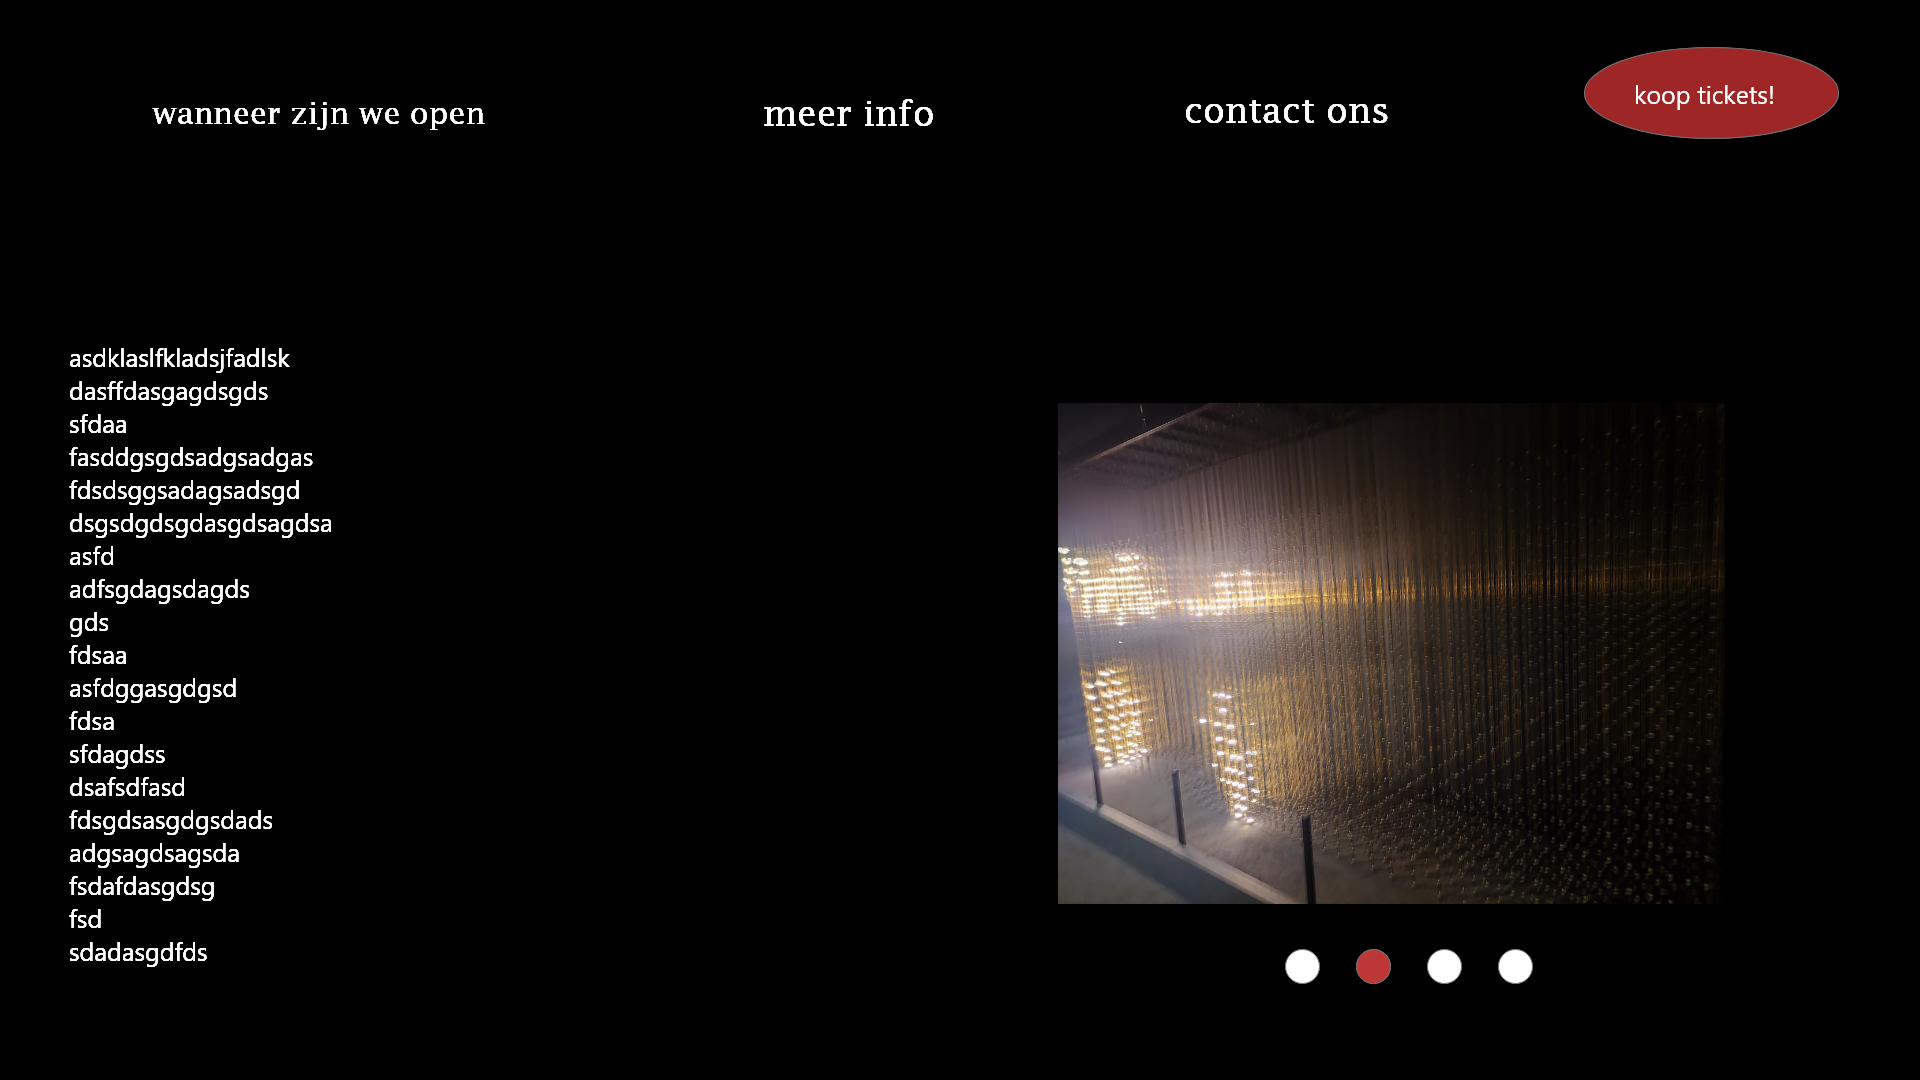 wanneer zijn we open
meer info
contact ons
koop tickets!
asdklaslfkladsjfadlsk
dasffdasgagdsgds
sfdaa
fasddgsgdsadgsadgas
fdsdsggsadagsadsgd
dsgsdgdsgdasgdsagdsa
asfd
adfsgdagsdagds
gds
fdsaa
asfdggasgdgsd
fdsa
sfdagdss
dsafsdfasd
fdsgdsasgdgsdads
adgsagdsagsda
fsdafdasgdsg
fsd
sdadasgdfds